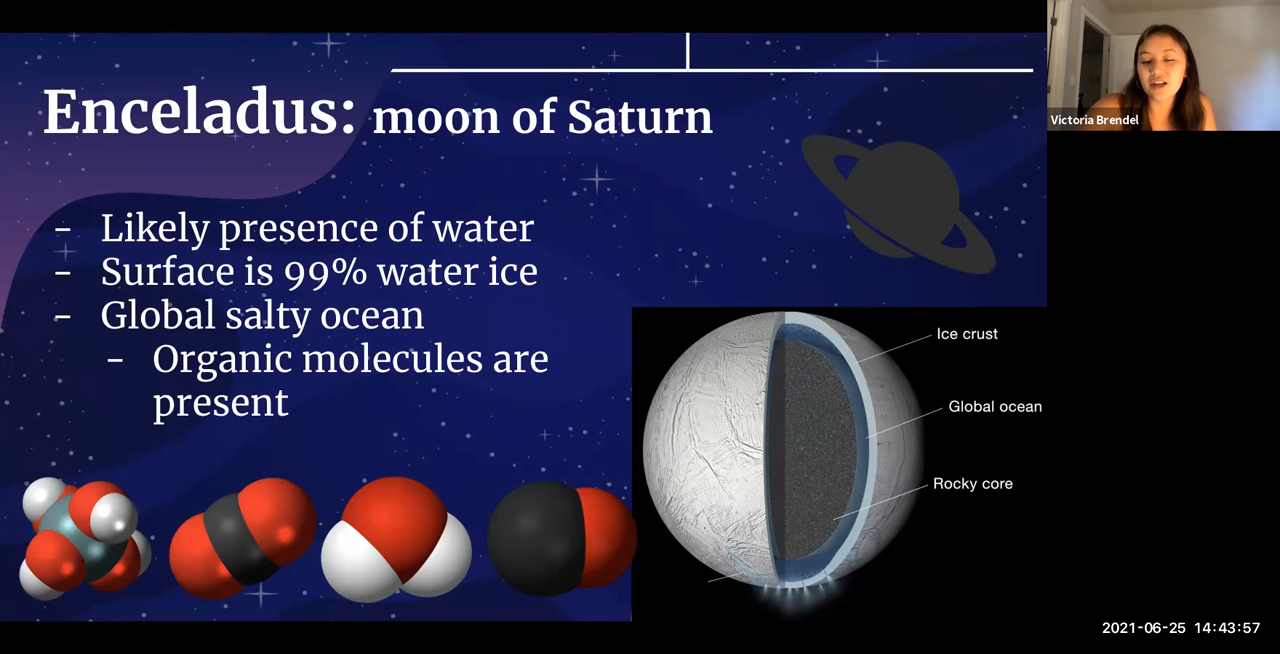 Enceladus: moon of Saturn
- Likely presence of water
- Surface is 99% water ice
- Global salty ocean
- Organic molecules are
present
Ice crust
Global ocean
Rocky core
Victoria Brendel
2021-06-25 14:43:57